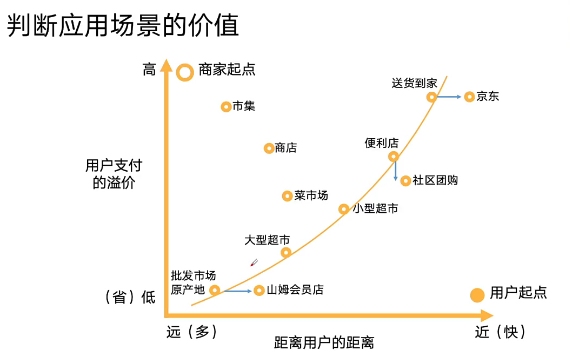 判断应用场景的价值
高
商家起点
送货到家
京东
市集
便利店
商店
用户支付
的溢价
社区团购
菜市场
小型超市
大型超市
批发市场
原产地
山姆会员店
（省）低
用户起点
远（多）
近（快）
距离用户的距离